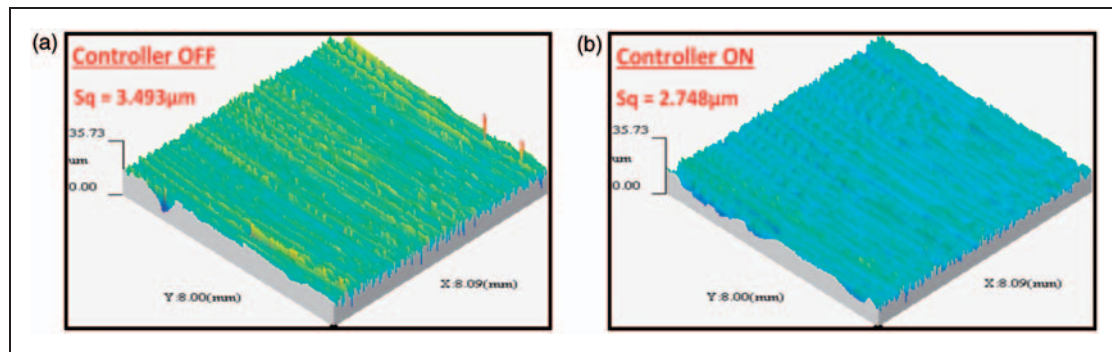 (a)
Controller OFF
Sq = 3.493µm
35.73
um
0.00
Y:8.00(mm)
X:8.09(mm)
(b)
Controller ON
Sq = 2.748µm
35.73
um
0.00
Y:8.00(mm)
X:8.09(mm)